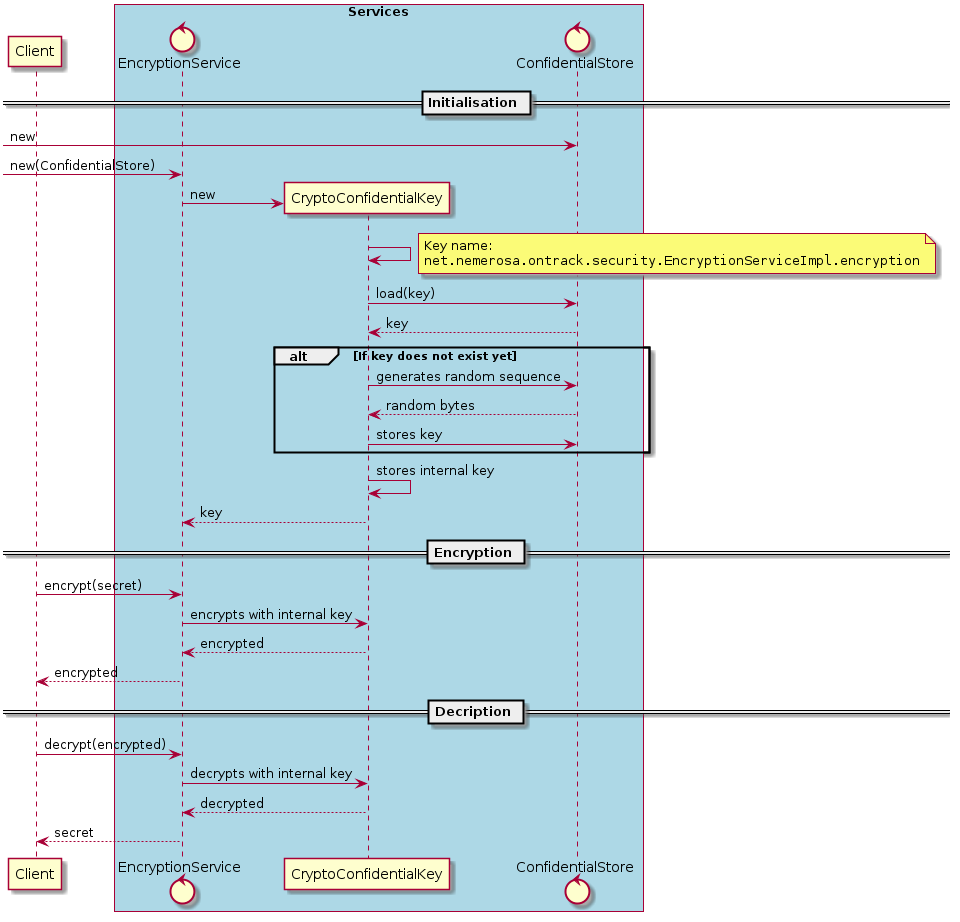 Services
Client
EncryptionService
ConfidentialStore
Initialisation
new
new(ConfidentialStore)
new
CryptoConfidentialKey
Key name:
net.nemerosa.ontrack.security.EncryptionServiceImpl.encryption
load(key)
key
alt
[If key does not exist yet]
generates random sequence
random bytes
stores key
stores internal key
key
Encryption
encrypt(secret)
encrypts with internal key
encrypted
encrypted
Decription
decrypt(encrypted)
decrypts with internal key
decrypted
secret
Client
EncryptionService
CryptoConfidentialKey
ConfidentialStore